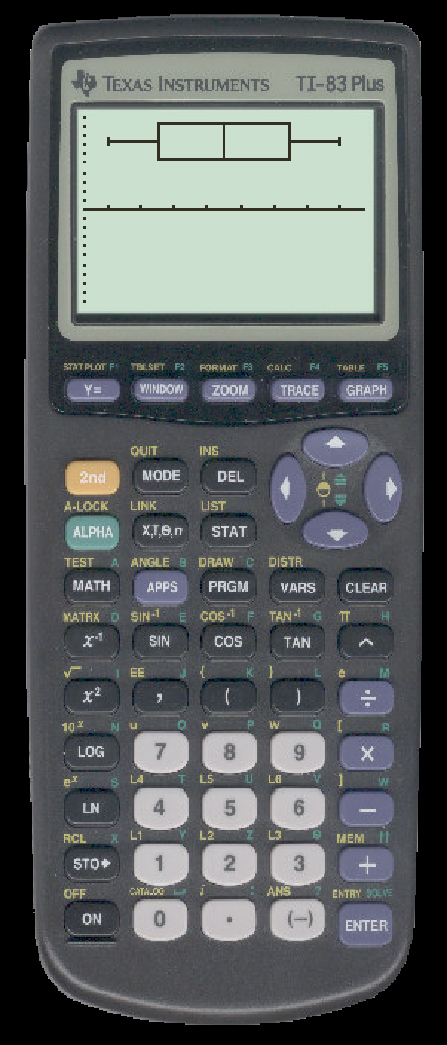 TEXAS INSTRUMENTS TI-83 Plus
STAT PLOT F1 TBLSET F2 FORMAT F3 CALC F4 TABLE F5
Y= WINDOW ZOOM TRACE GRAPH
QUIT INS
2nd MODE DEL
A-LOCK LINK LIST
ALPHA X,T,Θ,n STAT
TEST A ANGLE B DRAW C DISTR
MATH APPS PRGM VARS CLEAR
MATRX D SIN-1 E COS-1 F TAN-1 G π H
x-1 SIN COS TAN ^
√ I EE J { K } L e M
x2 , ( ) ÷
10x N u O v P w Q [ R
LOG 7 8 9 ×
ex S L4 T L5 U L6 V ] W
LN 4 5 6 −
RCL X L1 Y L2 Z L3 θ MEM "
STO 1 2 3 +
OFF CATALOG i : ANS ? ENTRY SOLVE
ON 0 . (−) ENTER